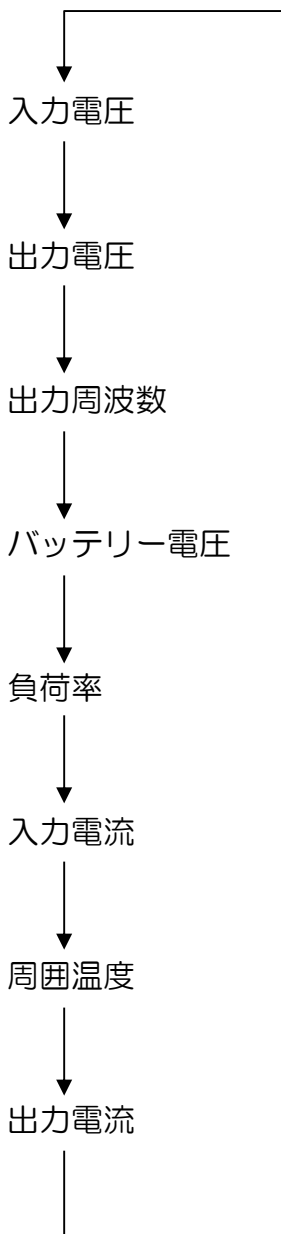 入力電圧
出力電圧
出力周波数
バッテリー電圧
負荷率
入力電流
周囲温度
出力電流